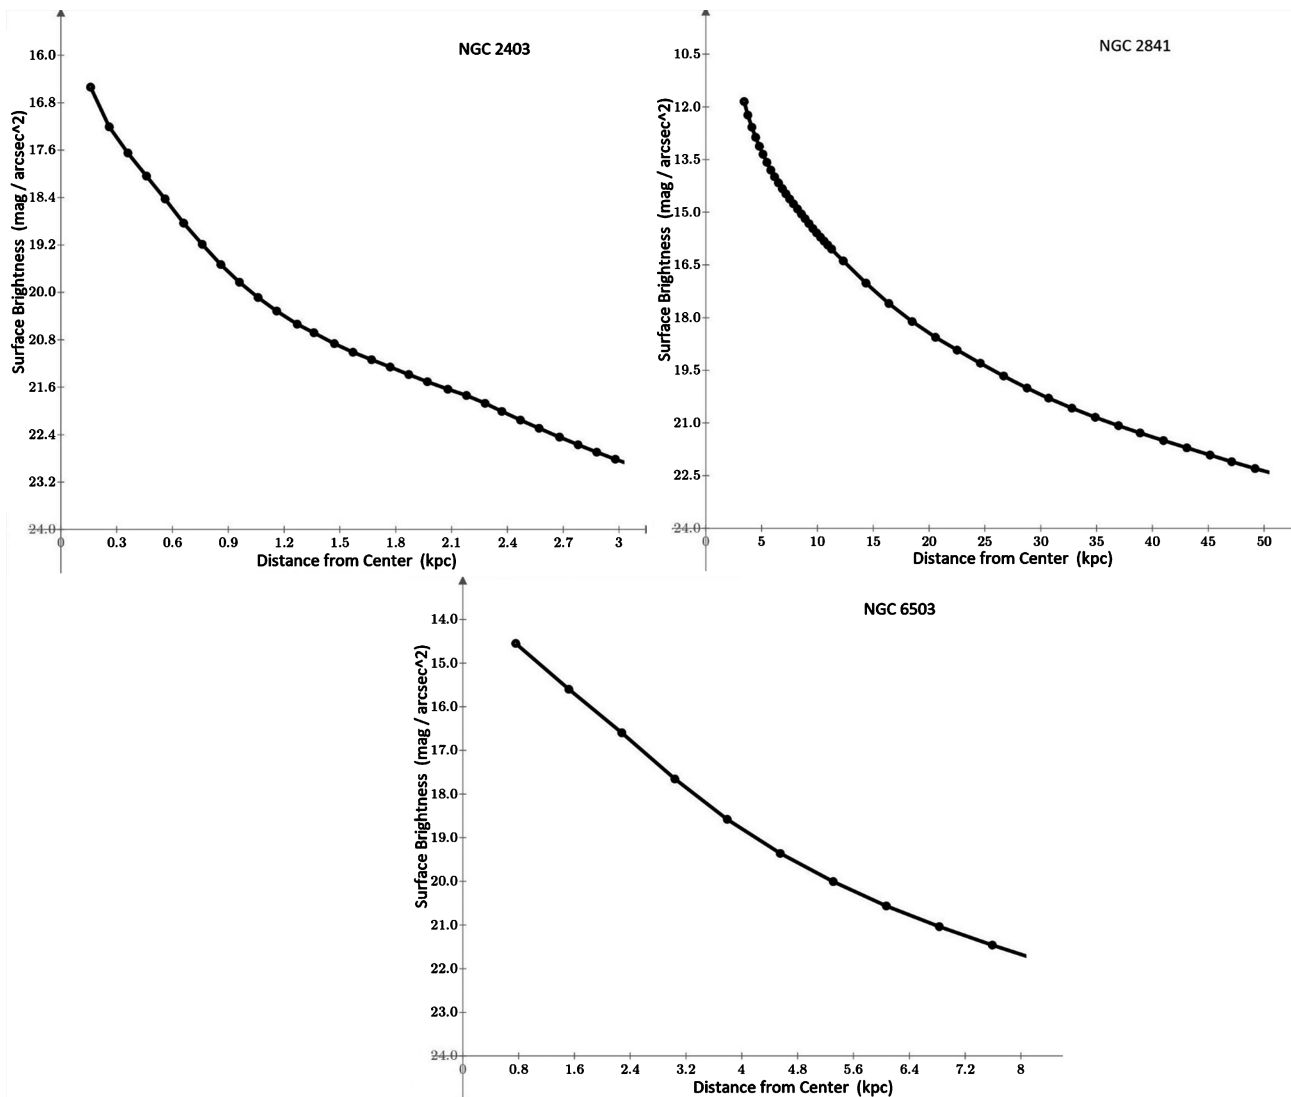 NGC 2403
Surface Brightness (mag / arcsec^2)
16.0
16.8
17.6
18.4
19.2
20.0
20.8
21.6
22.4
23.2
24.0
0 0.3 0.6 0.9 1.2 1.5 1.8 2.1 2.4 2.7 3
Distance from Center (kpc)
NGC 2841
Surface Brightness (mag / arcsec^2)
10.5
12.0
13.5
15.0
16.5
18.0
19.5
21.0
22.5
24.0
0 5 10 15 20 25 30 35 40 45 50
Distance from Center (kpc)
NGC 6503
Surface Brightness (mag / arcsec^2)
14.0
15.0
16.0
17.0
18.0
19.0
20.0
21.0
22.0
23.0
24.0
0 0.8 1.6 2.4 3.2 4 4.8 5.6 6.4 7.2 8
Distance from Center (kpc)